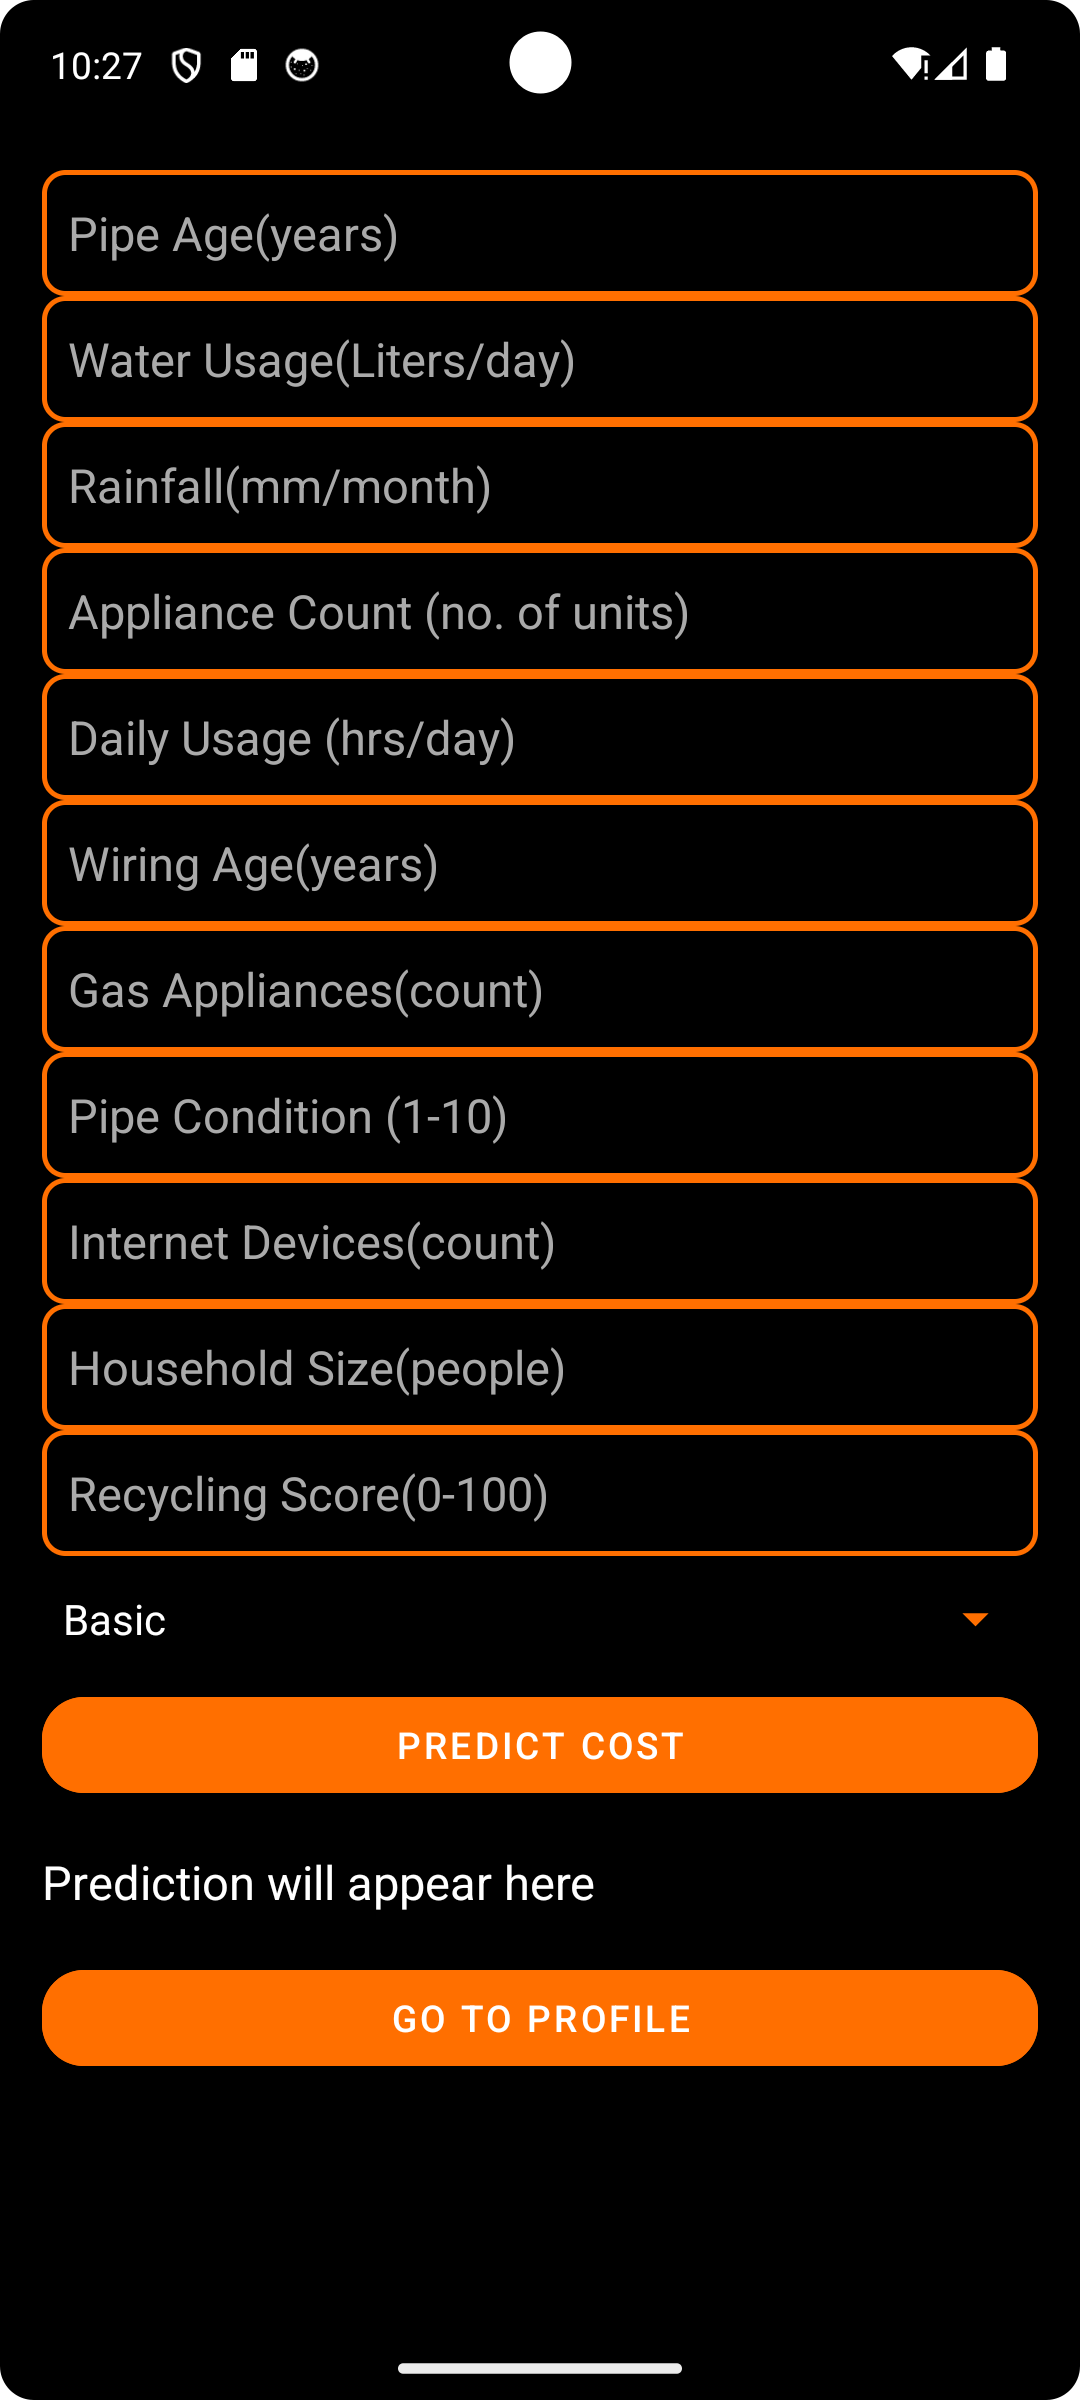 10:27
Pipe Age(years)
Water Usage(Liters/day)
Rainfall(mm/month)
Appliance Count (no. of units)
Daily Usage (hrs/day)
Wiring Age(years)
Gas Appliances(count)
Pipe Condition (1-10)
Internet Devices(count)
Household Size(people)
Recycling Score(0-100)
Basic
PREDICT COST
Prediction will appear here
GO TO PROFILE